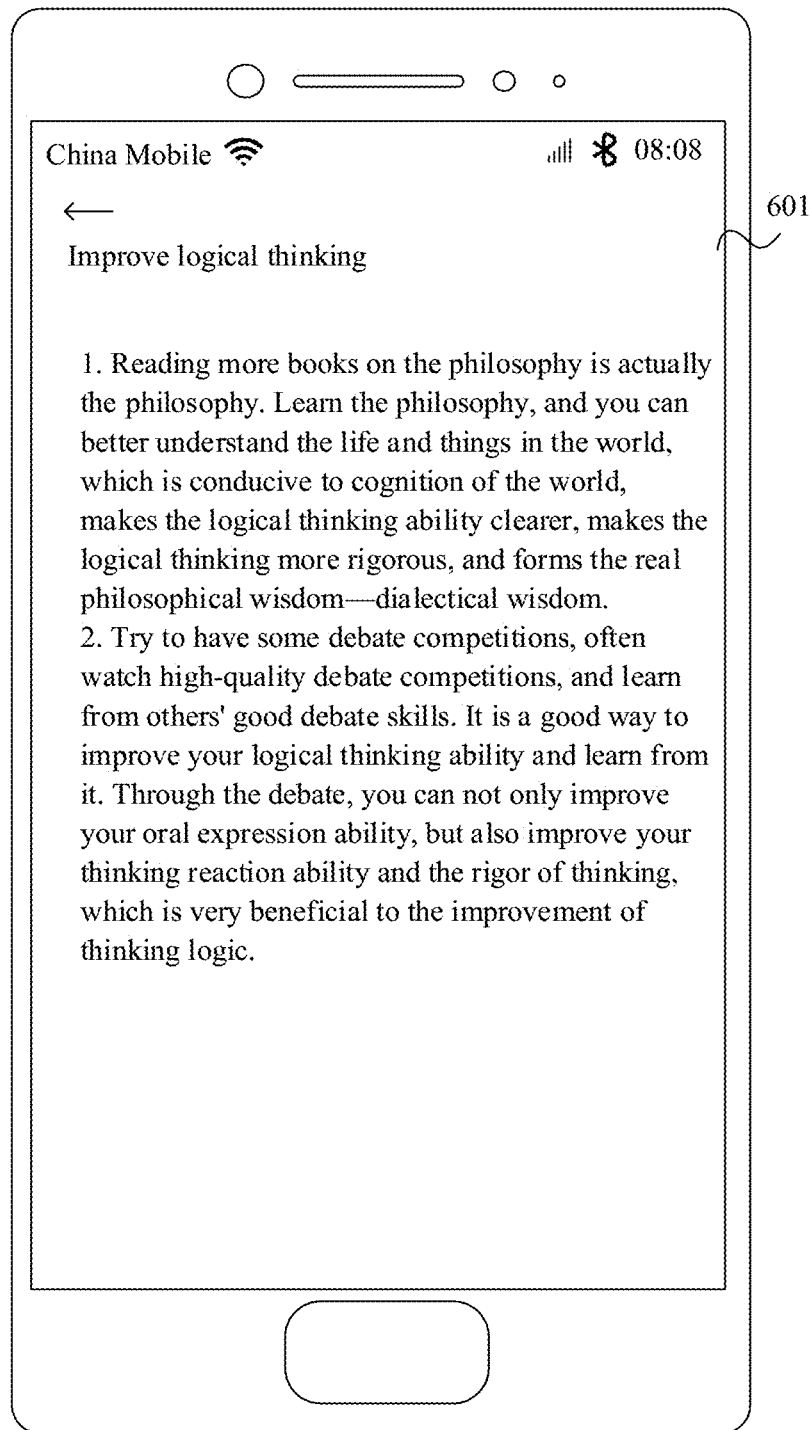 China Mobile 08:08
601
Improve logical thinking
1. Reading more books on the philosophy is actually
the philosophy. Learn the philosophy, and you can
better understand the life and things in the world,
which is conducive to cognition of the world,
makes the logical thinking ability clearer, makes the
logical thinking more rigorous, and forms the real
philosophical wisdom—dialectical wisdom.
2. Try to have some debate competitions, often
watch high-quality debate competitions, and learn
from others' good debate skills. It is a good way to
improve your logical thinking ability and learn from
it. Through the debate, you can not only improve
your oral expression ability, but also improve your
thinking reaction ability and the rigor of thinking,
which is very beneficial to the improvement of
thinking logic.